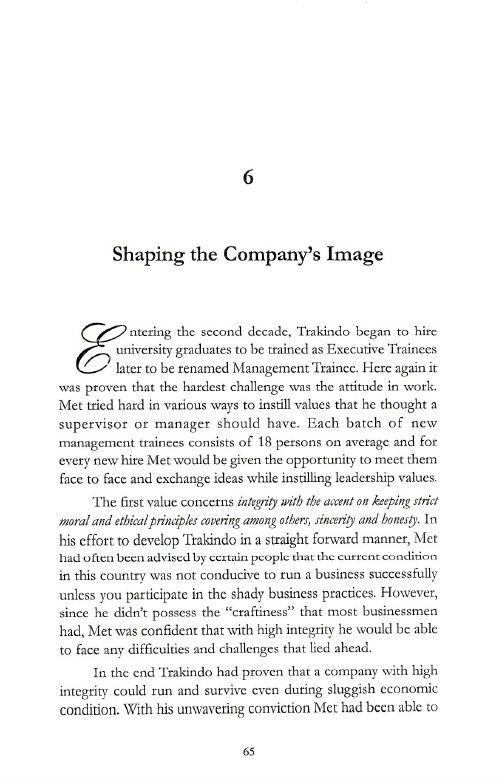 6
Shaping the Company's Image
Entering the second decade, Trakindo began to hire
university graduates to be trained as Executive Trainees
later to be renamed Management Trainee. Here again it
was proven that the hardest challenge was the attitude in work.
Met tried hard in various ways to instill values that he thought a
supervisor or manager should have. Each batch of new
management trainees consists of 18 persons on average and for
every new hire Met would be given the opportunity to meet them
face to face and exchange ideas while instilling leadership values.
The first value concerns integrity with the accent on keeping strict
moral and ethical principles covering among others, sincerity and honesty. In
his effort to develop Trakindo in a straight forward manner, Met
had often been advised by certain people that the current condition
in this country was not conducive to run a business successfully
unless you participate in the shady business practices. However,
since he didn't possess the “craftiness” that most businessmen
had, Met was confident that with high integrity he would be able
to face any difficulties and challenges that lied ahead.
In the end Trakindo had proven that a company with high
integrity could run and survive even during sluggish economic
condition. With his unwavering conviction Met had been able to
65